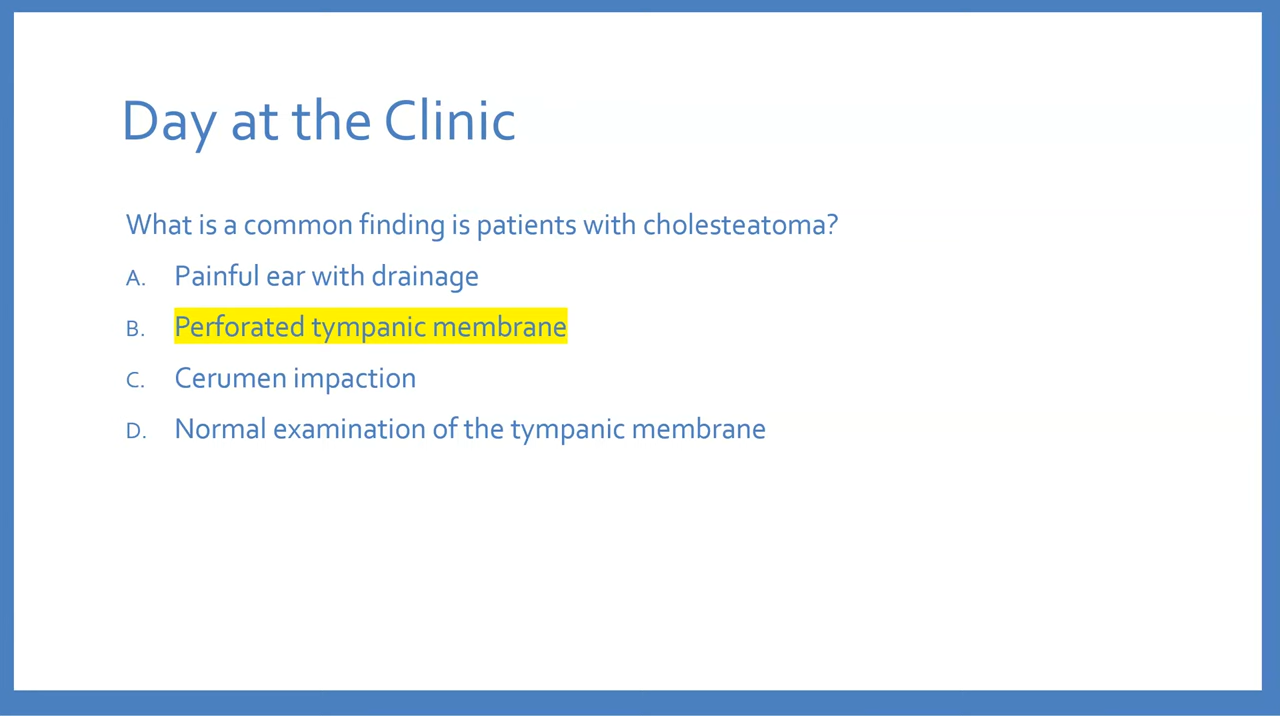 Day at the Clinic
What is a common finding is patients with cholesteatoma?
A. Painful ear with drainage
B. Perforated tympanic membrane
C. Cerumen impaction
D. Normal examination of the tympanic membrane